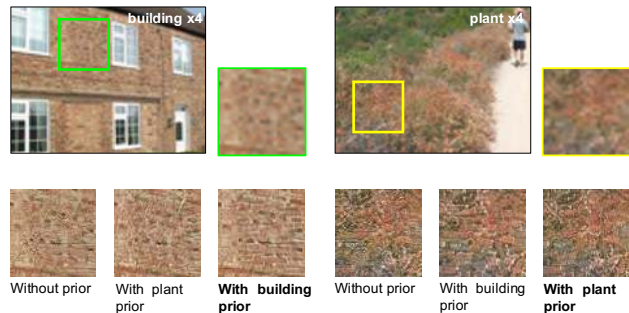 building x4
plant x4
Without prior
With plant
prior
With building
prior
Without prior
With building
prior
With plant
prior